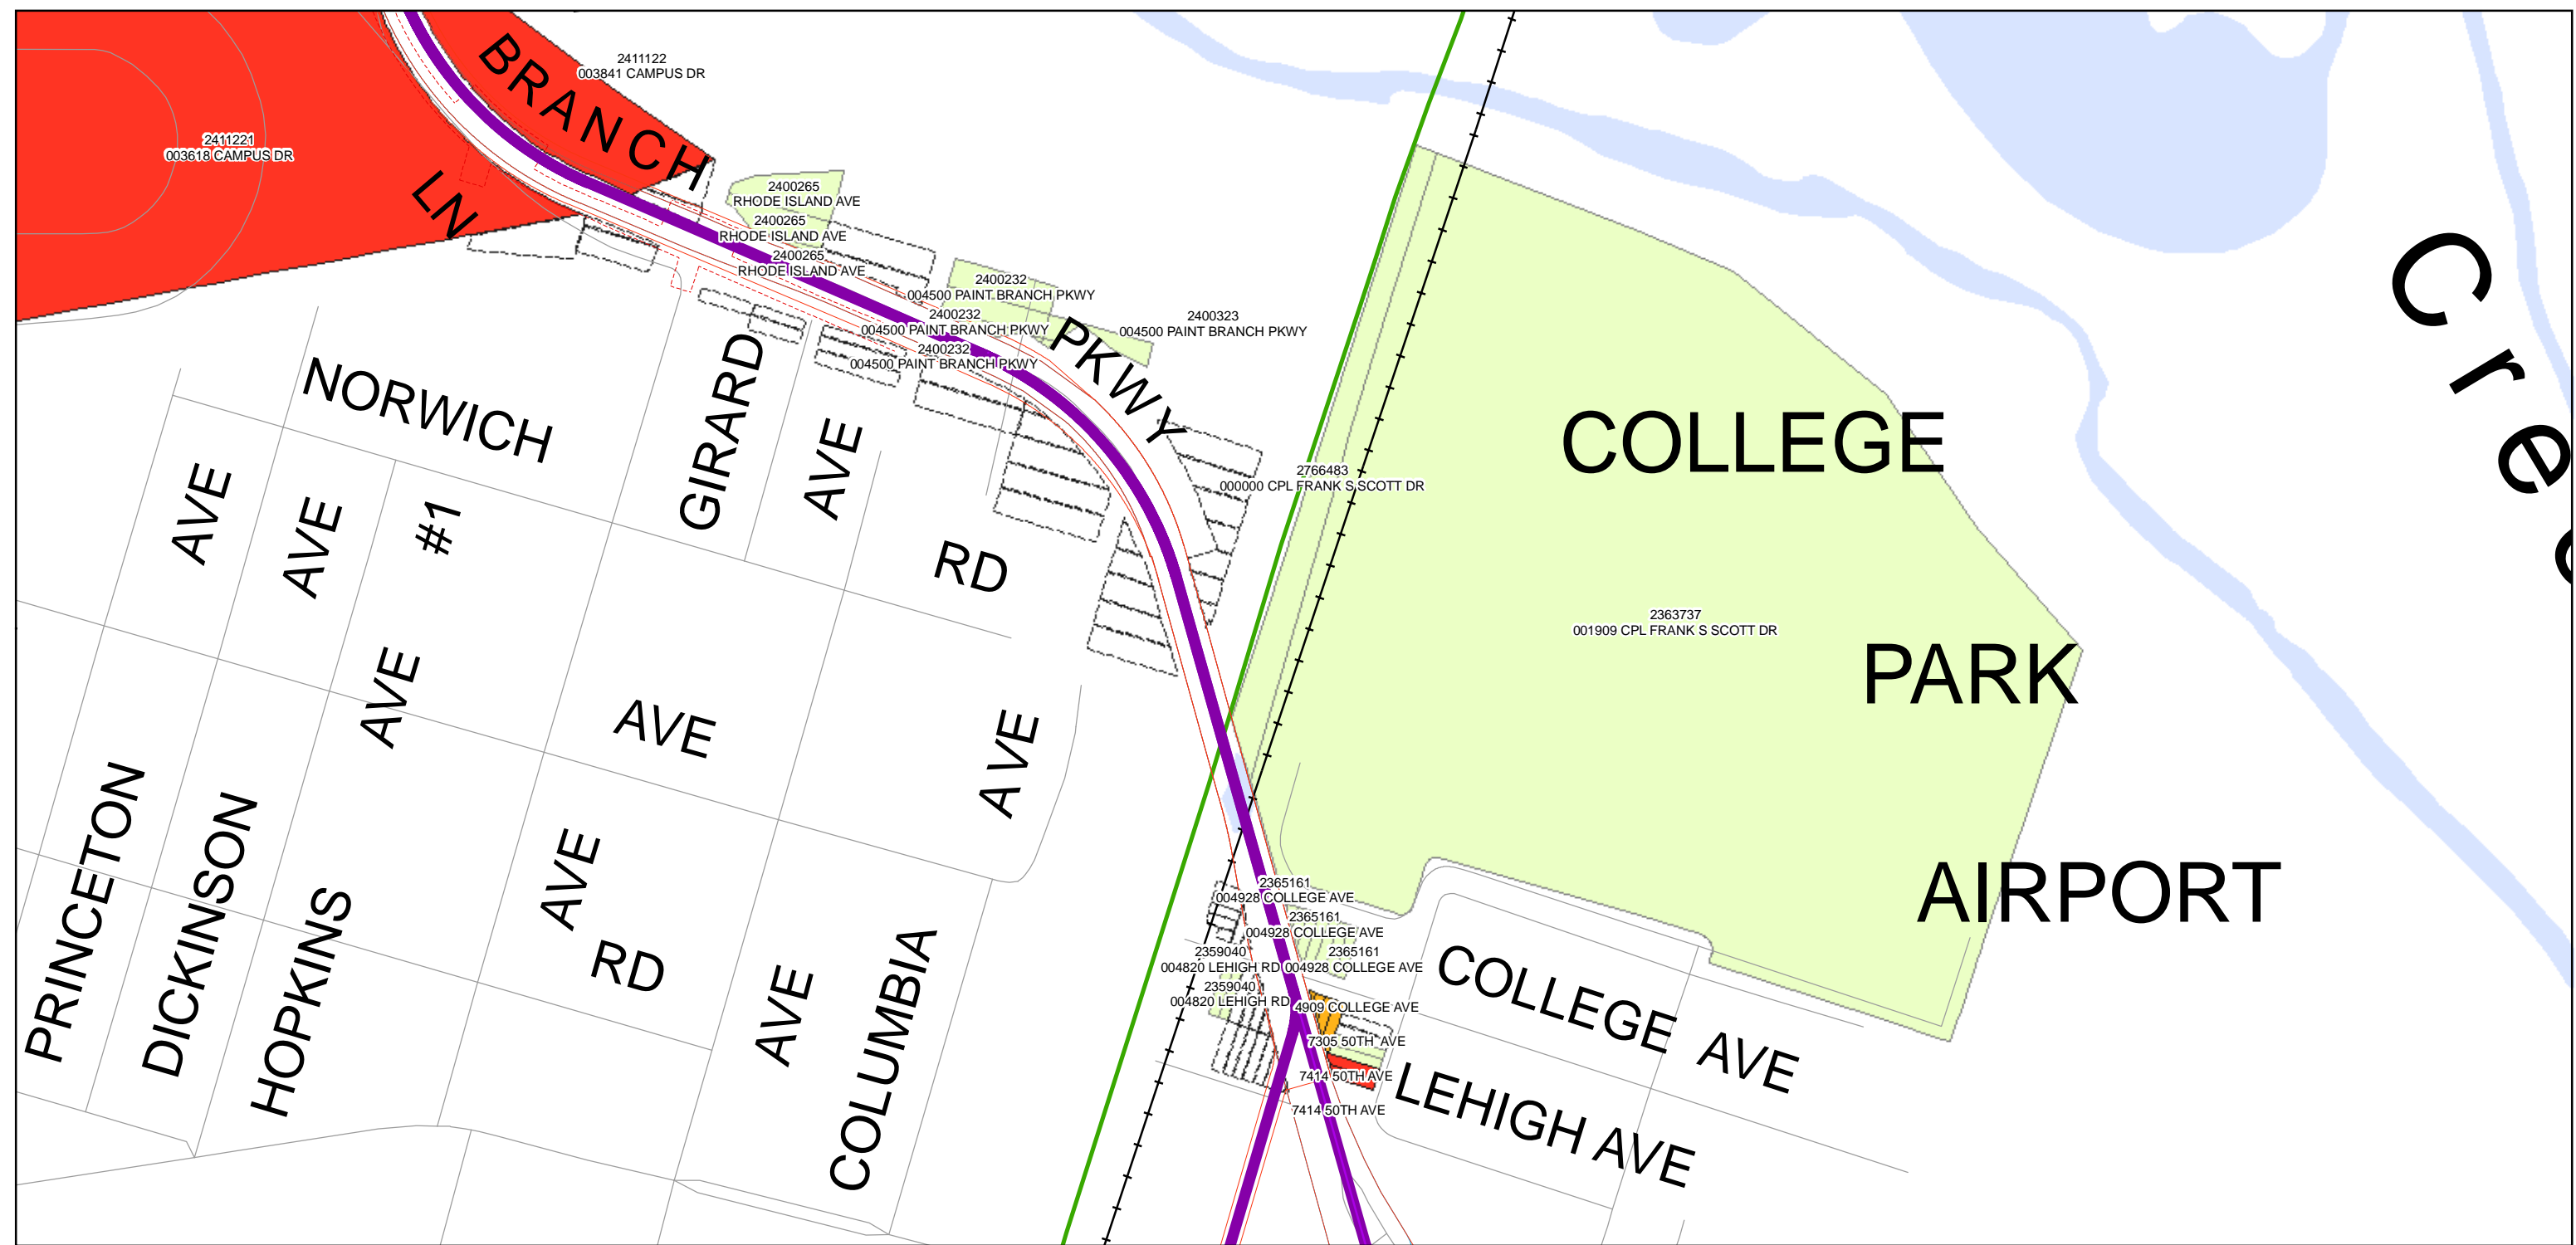 BRANCH
2411122
003841 CAMPUS DR
2411221
003618 CAMPUS DR
LN
2400265
RHODE ISLAND AVE
2400265
RHODE ISLAND AVE
2400265
RHODE ISLAND AVE
2400232
004500 PAINT BRANCH PKWY
2400232
004500 PAINT BRANCH PKWY
2400232
004500 PAINT BRANCH PKWY
2400323
004500 PAINT BRANCH PKWY
PKWY
Cree
NORWICH
GIRARD
AVE
COLLEGE
2766483
000000 CPL FRANK S SCOTT DR
AVE
AVE
#1
RD
2363737
001909 CPL FRANK S SCOTT DR
PARK
AVE
AVE
AVE
PRINCETON
DICKINSON
HOPKINS
AVE
RD
AVE
COLUMBIA
AIRPORT
2365161
004928 COLLEGE AVE
2365161
004928 COLLEGE AVE
2365161
004928 COLLEGE AVE
2359040
004820 LEHIGH RD
2359040
004820 LEHIGH RD
4909 COLLEGE AVE
7305 50TH AVE
7414 50TH AVE
7414 50TH AVE
COLLEGE AVE
LEHIGH AVE